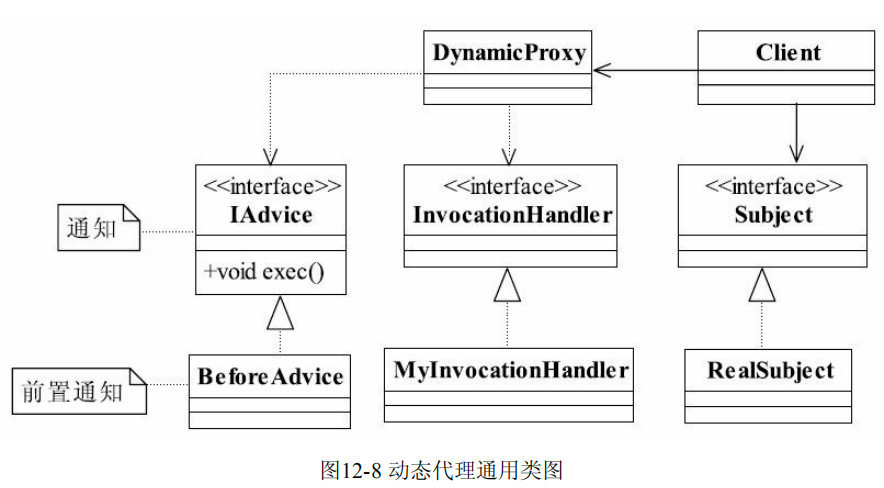 DynamicProxy
Client
<<interface>>
IAdvice
+void exec()
<<interface>>
InvocationHandler
<<interface>>
Subject
通知
BeforeAdvice
MyInvocationHandler
RealSubject
前置通知
图12-8 动态代理通用类图